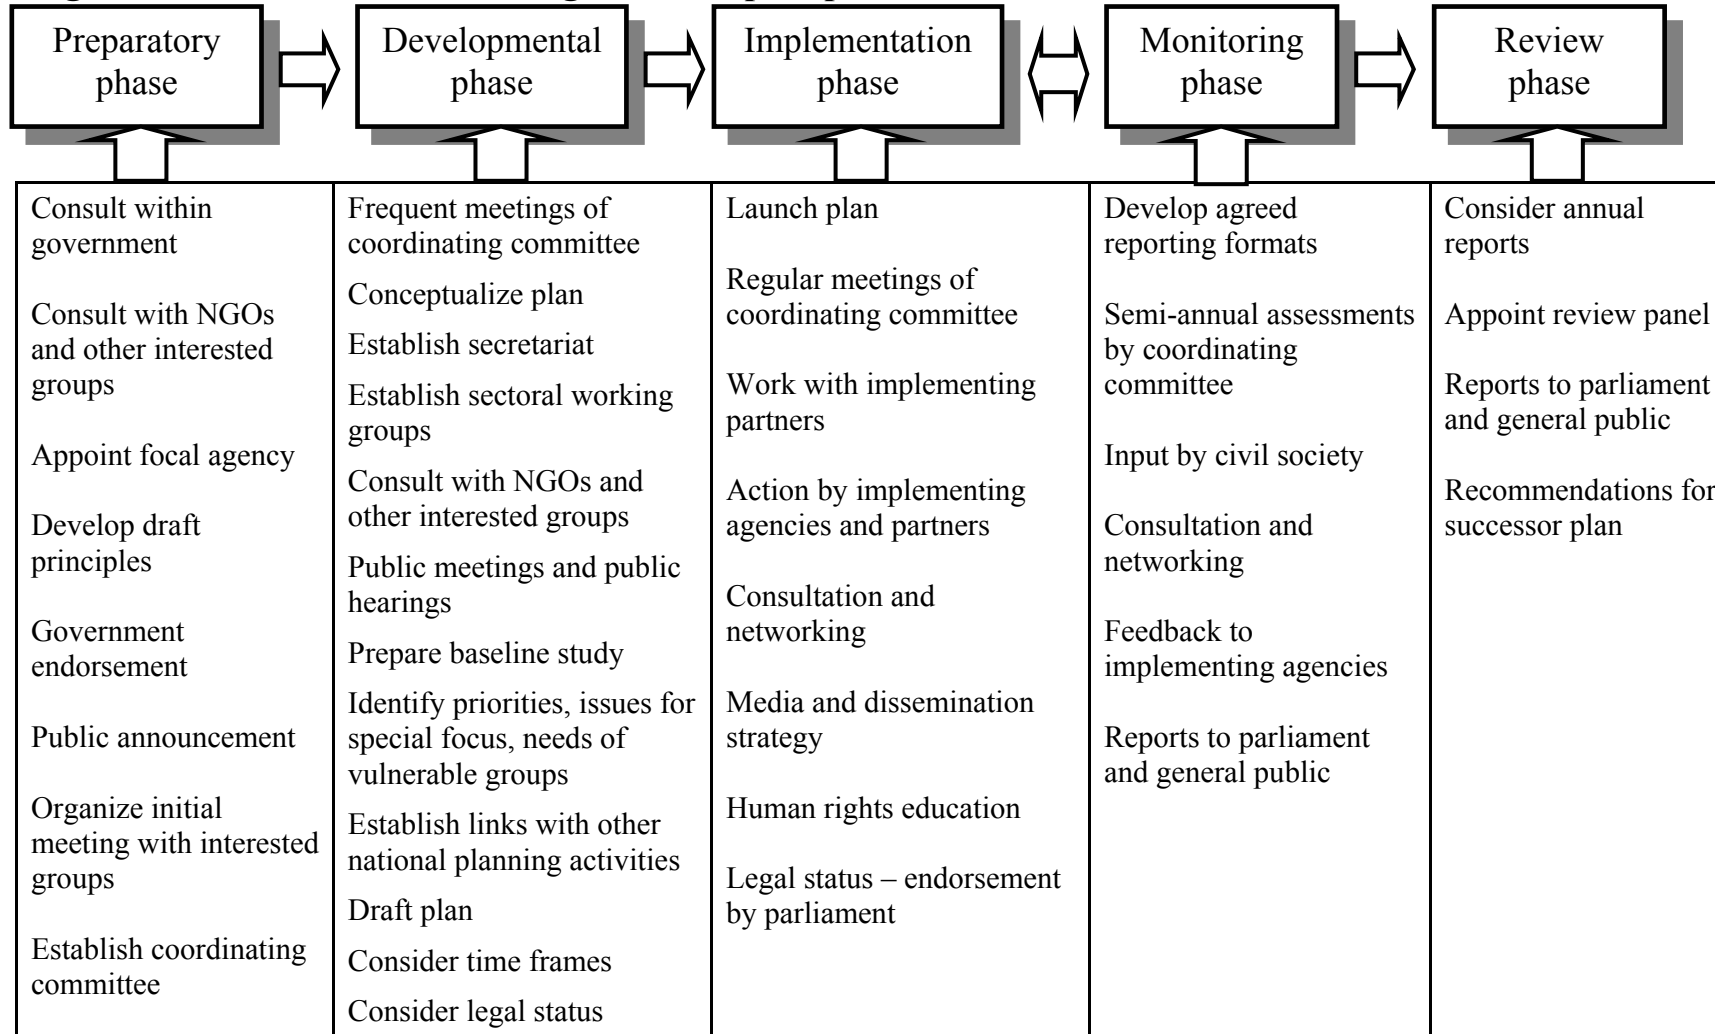 Preparatory
phase
Developmental
phase
Implementation
phase
Monitoring
phase
Review
phase
Consult within
government
Consult with NGOs
and other interested
groups
Appoint focal agency
Develop draft
principles
Government
endorsement
Public announcement
Organize initial
meeting with interested
groups
Establish coordinating
committee
Frequent meetings of
coordinating committee
Conceptualize plan
Establish secretariat
Establish sectoral working
groups
Consult with NGOs and
other interested groups
Public meetings and public
hearings
Prepare baseline study
Identify priorities, issues for
special focus, needs of
vulnerable groups
Establish links with other
national planning activities
Draft plan
Consider time frames
Consider legal status
Launch plan
Regular meetings of
coordinating committee
Work with implementing
partners
Action by implementing
agencies and partners
Consultation and
networking
Media and dissemination
strategy
Human rights education
Legal status – endorsement
by parliament
Develop agreed
reporting formats
Semi-annual assessments
by coordinating
committee
Input by civil society
Consultation and
networking
Feedback to
implementing agencies
Reports to parliament
and general public
Consider annual
reports
Appoint review panel
Reports to parliament
and general public
Recommendations for
successor plan